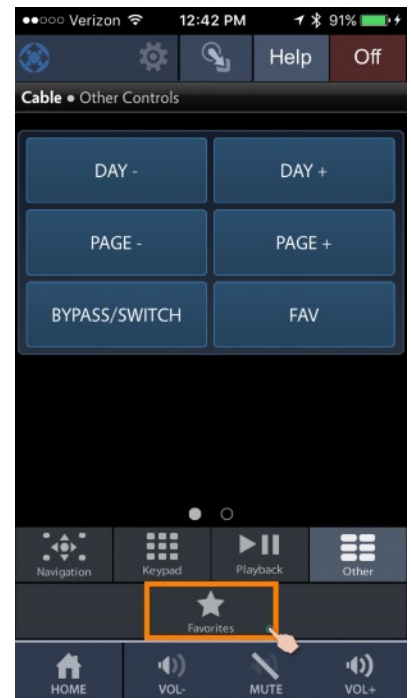 Verizon 12:42 PM 91%
Help Off
Cable • Other Controls
DAY - DAY +
PAGE - PAGE +
BYPASS/SWITCH FAV
Navigation Keypad Playback Other
Favorites
HOME VOL- MUTE VOL+